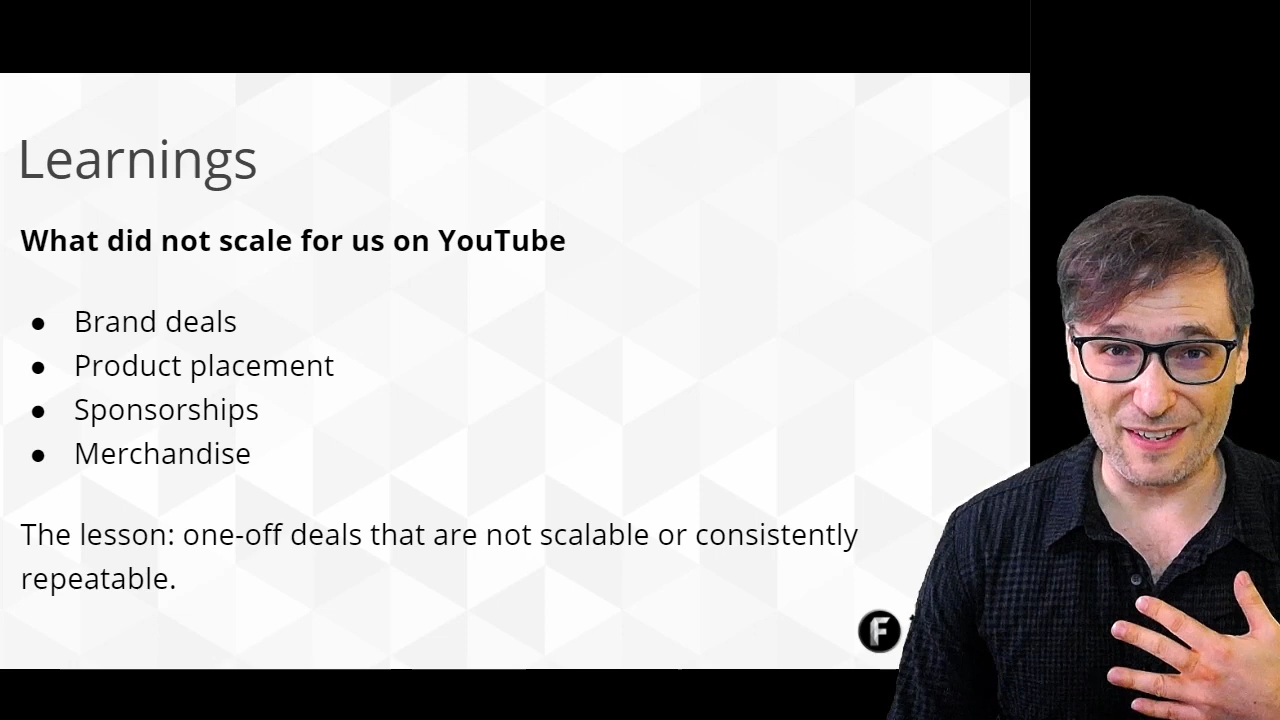 Learnings
What did not scale for us on YouTube
● Brand deals
● Product placement
● Sponsorships
● Merchandise
The lesson: one-off deals that are not scalable or consistently
repeatable.
F